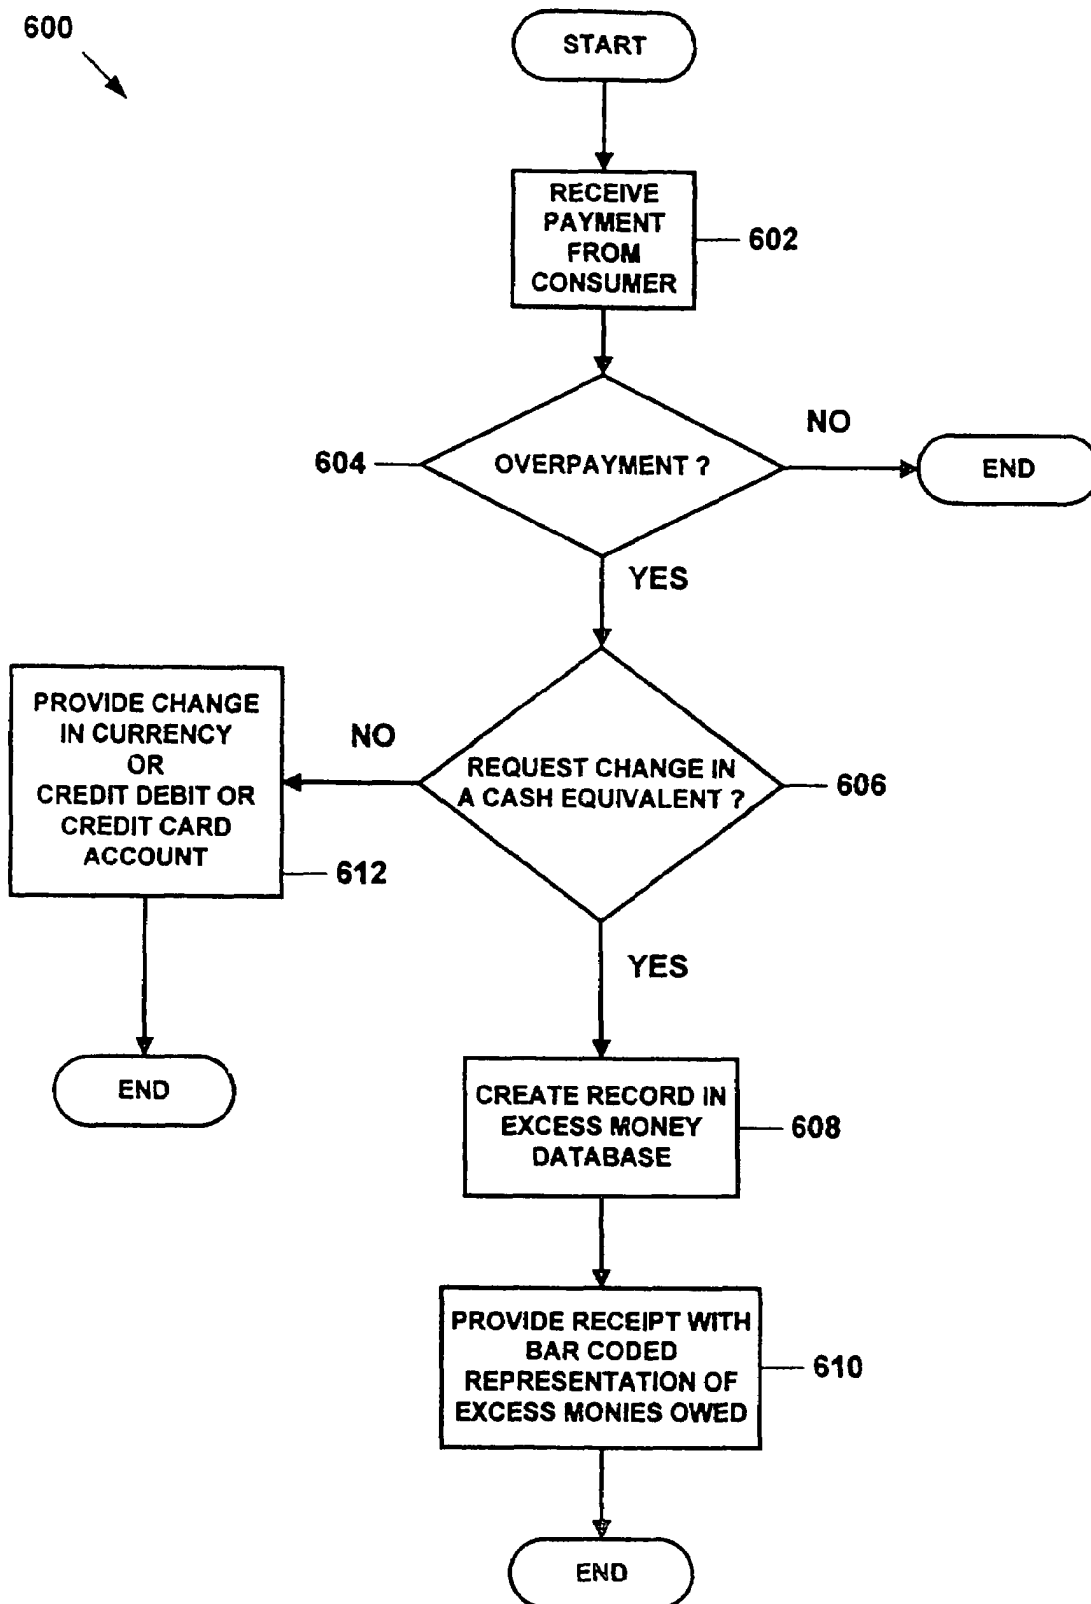 600
START
RECEIVE
PAYMENT
FROM
CONSUMER
602
604
OVERPAYMENT ?
NO
END
YES
PROVIDE CHANGE
IN CURRENCY
OR
CREDIT DEBIT OR
CREDIT CARD
ACCOUNT
612
NO
REQUEST CHANGE IN
A CASH EQUIVALENT ?
606
YES
END
CREATE RECORD IN
EXCESS MONEY
DATABASE
608
PROVIDE RECEIPT WITH
BAR CODED
REPRESENTATION OF
EXCESS MONIES OWED
610
END